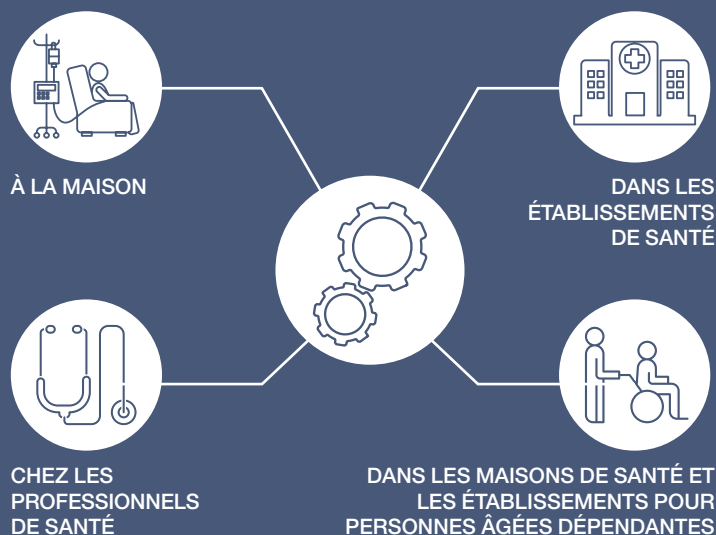 À LA MAISON
DANS LES
ÉTABLISSEMENTS
DE SANTÉ
CHEZ LES
PROFESSIONNELS
DE SANTÉ
DANS LES MAISONS DE SANTÉ ET
LES ÉTABLISSEMENTS POUR
PERSONNES ÂGÉES DÉPENDANTES